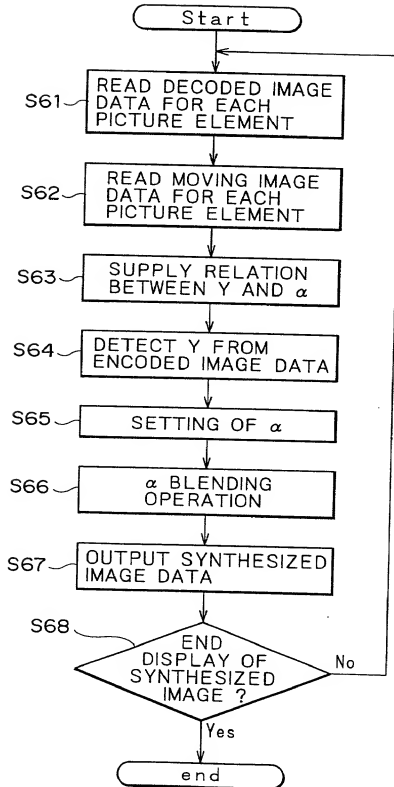 Start
S61
READ DECODED IMAGE
DATA FOR EACH
PICTURE ELEMENT
S62
READ MOVING IMAGE
DATA FOR EACH
PICTURE ELEMENT
S63
SUPPLY RELATION
BETWEEN Y AND α
S64
DETECT Y FROM
ENCODED IMAGE DATA
S65
SETTING OF α
S66
α BLENDING
OPERATION
S67
OUTPUT SYNTHESIZED
IMAGE DATA
S68
END
DISPLAY OF
SYNTHESIZED
IMAGE ?
No
Yes
end